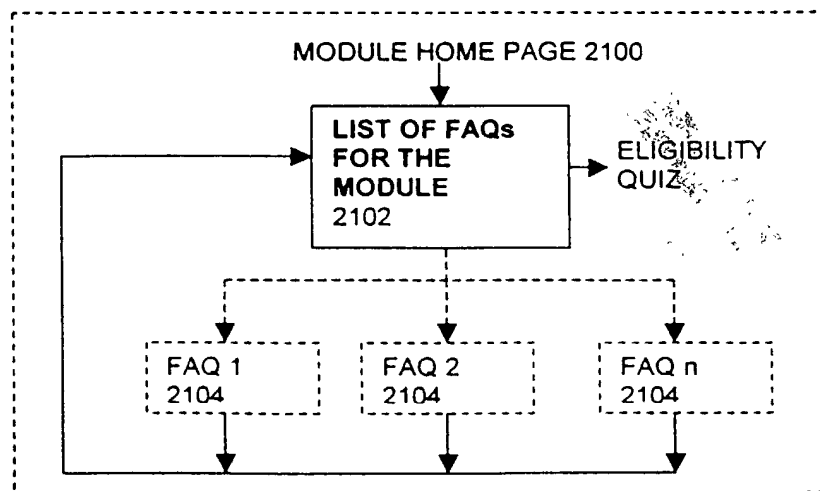 MODULE HOME PAGE 2100
LIST OF FAQs
FOR THE
MODULE
2102
ELIGIBILITY
QUIZ
FAQ 1
2104
FAQ 2
2104
FAQ n
2104